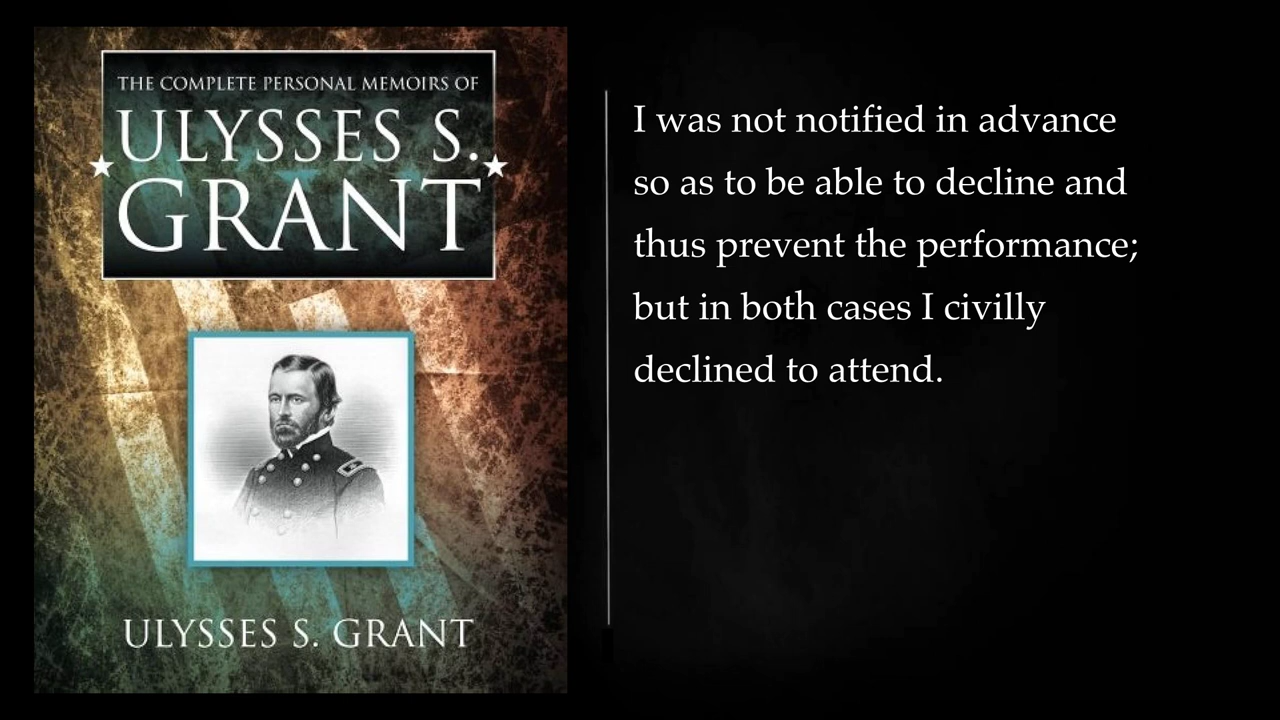 THE COMPLETE PERSONAL MEMOIRS OF
ULYSSES S.
GRANT
ULYSSES S. GRANT
I was not notified in advance
so as to be able to decline and
thus prevent the performance;
but in both cases I civilly
declined to attend.